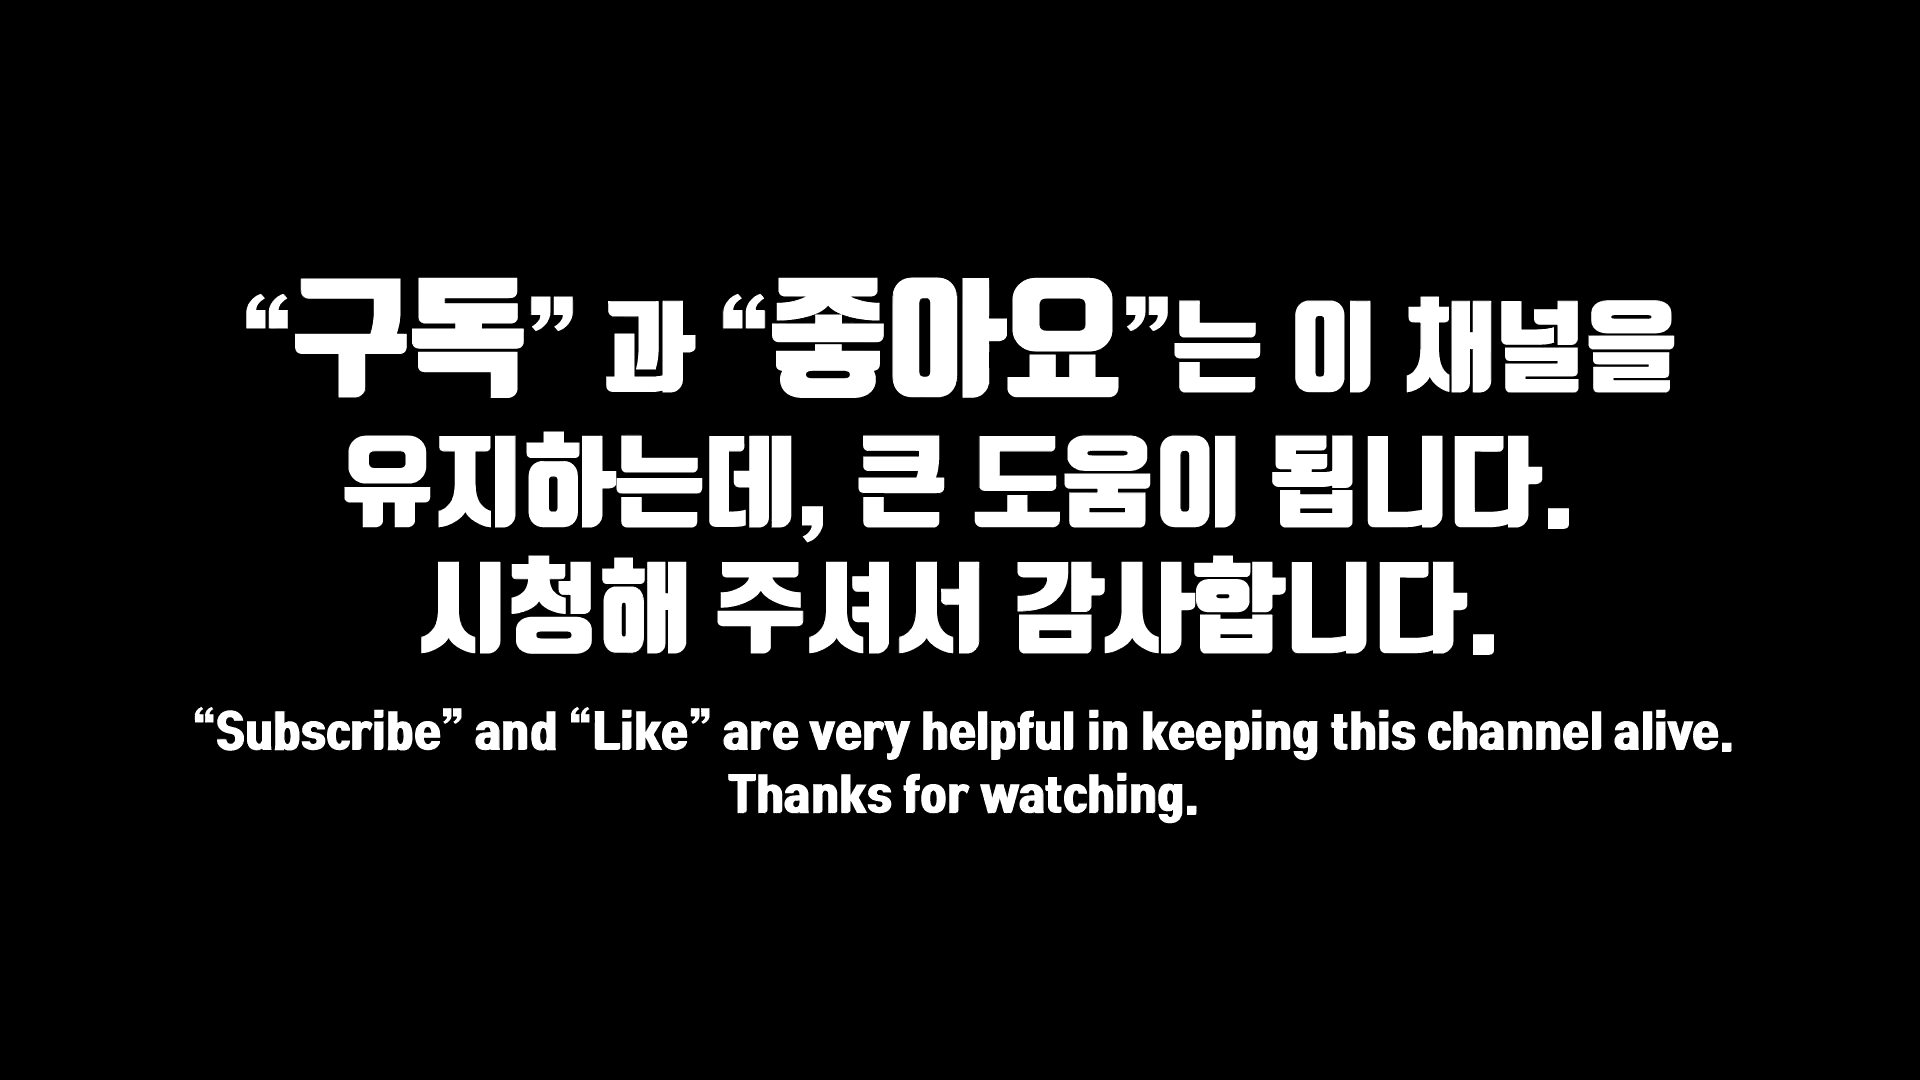 “구독” 과 “좋아요”는 이 채널을
유지하는데, 큰 도움이 됩니다.
시청해 주셔서 감사합니다.
“Subscribe” and “Like” are very helpful in keeping this channel alive.
Thanks for watching.